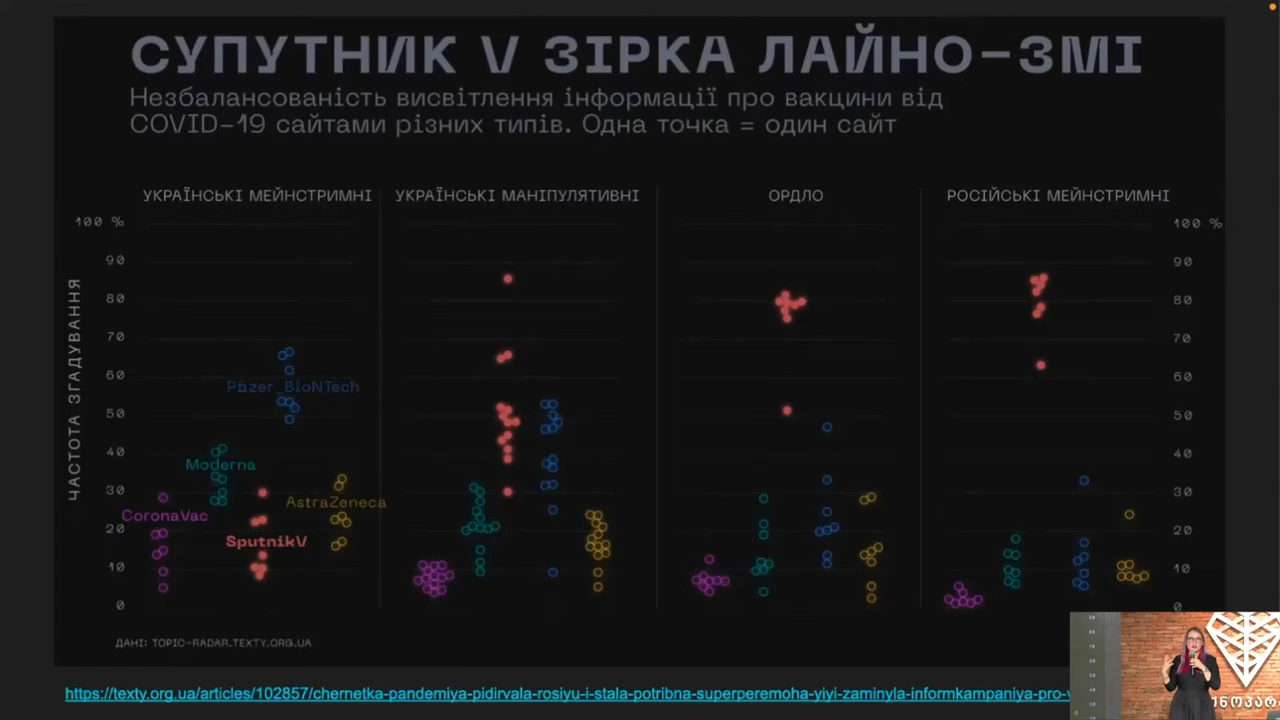 СУПУТНИК V ЗІРКА ЛАЙНО-ЗМІ
Незбалансованість висвітлення інформації про вакцини від
COVID-19 сайтами різних типів. Одна точка = один сайт
УКРАЇНСЬКІ МЕЙНСТРИМНІ
УКРАЇНСЬКІ МАНІПУЛЯТИВНІ
ОРДЛО
РОСІЙСЬКІ МЕЙНСТРИМНІ
ЧАСТОТА ЗГАДУВАННЯ
100 %
90
80
70
60
50
40
30
20
10
0
Pfizer_BioNTech
Moderna
AstraZeneca
CoronaVac
SputnikV
100 %
90
80
70
60
50
40
30
20
10
0
ДАНІ: TOPIC-RADAR.TEXTY.ORG.UA
https://texty.org.ua/articles/102857/chernetka-pandemiya-pidirvala-rosiyu-i-stala-potribna-superperemoha-yiyi-zaminyla-informkampaniya-pro-v